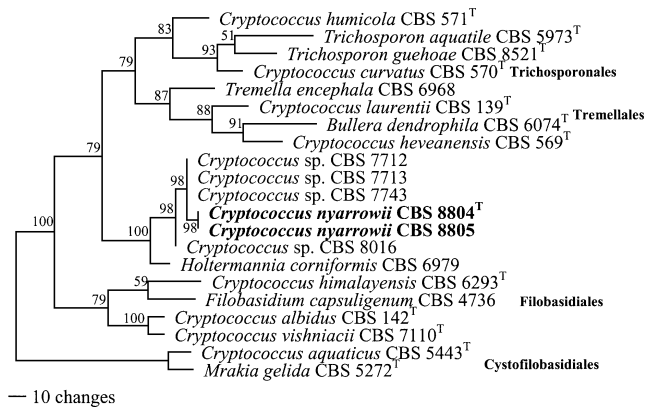 83 Cryptococcus humicola CBS 571T
51 Trichosporon aquatile CBS 5973T
79 93 Trichosporon guehoae CBS 8521T
Cryptococcus curvatus CBS 570T Trichosporonales
87 Tremella encephala CBS 6968
88 Cryptococcus laurentii CBS 139T Tremellales
91 Bullera dendrophila CBS 6074T
79 Cryptococcus heveanensis CBS 569T
Cryptococcus sp. CBS 7712
98 Cryptococcus sp. CBS 7713
Cryptococcus sp. CBS 7743
98 Cryptococcus nyarrowii CBS 8804T
100 100 98 Cryptococcus nyarrowii CBS 8805
Cryptococcus sp. CBS 8016
Holtermannia corniformis CBS 6979
59 Cryptococcus himalayensis CBS 6293T
79 Filobasidium capsuligenum CBS 4736 Filobasidiales
100 Cryptococcus albidus CBS 142T
Cryptococcus vishniacii CBS 7110T
Cryptococcus aquaticus CBS 5443T Cystofilobasidiales
Mrakia gelida CBS 5272T
10 changes